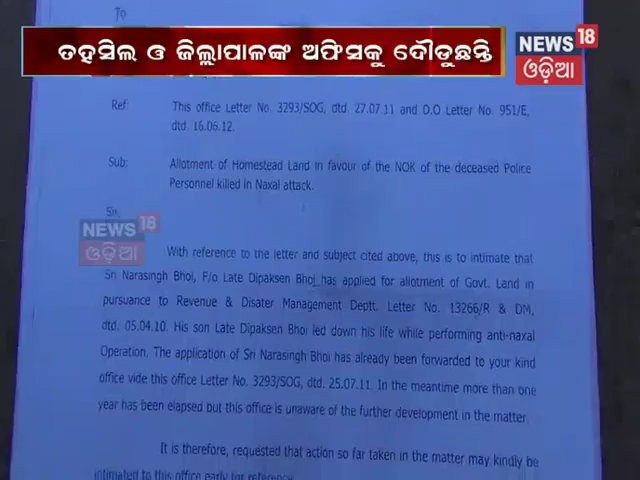 To
ତହସିଲ ଓ ଜିଲ୍ଲାପାଳଙ୍କ ଅଫିସକୁ ଦୌଡୁଛନ୍ତି
NEWS 18
ଓଡ଼ିଆ
Ref: This office Letter No. 3293/SOG, dtd. 27.07.11 and D.O Letter No. 951/E,
dtd. 16.06.12.
Sub: Allotment of Homestead Land in favour of the NOK of the deceased Police
Personnel killed in Naxal attack.
Sir,
NEWS 18
ଓଡ଼ିଆ
With reference to the letter and subject cited above, this is to intimate that
Sri Narasingh Bhoi, F/o Late Dipaksen Bhoi has applied for allotment of Govt. Land in
pursuance to Revenue & Disater Management Deptt. Letter No. 13266/R & DM,
dtd. 05.04.10. His son Late Dipaksen Bhoi led down his life while performing anti-naxal
Operation. The application of Sri Narasingh Bhoi has already been forwarded to your kind
office vide this office Letter No. 3293/SOG, dtd. 25.07.11. In the meantime more than one
year has been elapsed but this office is unaware of the further development in the matter.
It is therefore, requested that action so far taken in the matter may kindly be
intimated to this office early for reference.